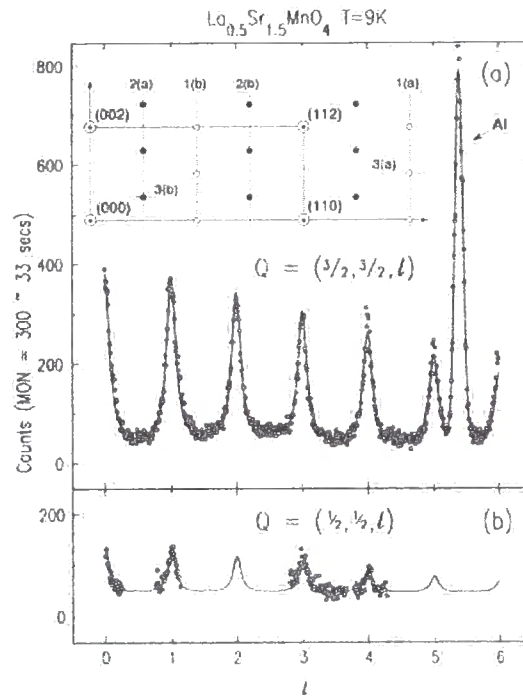 La0.5Sr1.5MnO4 T=9K
800
600
400
200
0
(a)
2(a) 1(b) 2(b) 1(a)
(002) (112)
3(a)
3(b)
(000) (110)
Al
Q = (3/2, 3/2, l)
Counts (MON = 300 ~ 33 secs)
200
0
Q = (1/2, 1/2, l)
(b)
0 1 2 3 4 5 6
l